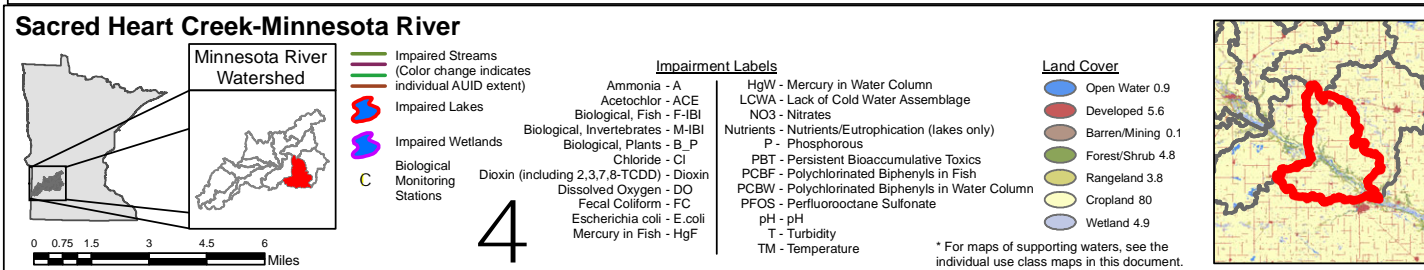 Sacred Heart Creek-Minnesota River
Minnesota River
Watershed
Impaired Streams
(Color change indicates
individual AUID extent)
Impaired Lakes
Impaired Wetlands
C
Biological
Monitoring
Stations
0 0.75 1.5 3 4.5 6
Miles
4
Impairment Labels
Ammonia - A
Acetochlor - ACE
Biological, Fish - F-IBI
Biological, Invertebrates - M-IBI
Biological, Plants - B_P
Chloride - Cl
Dioxin (including 2,3,7,8-TCDD) - Dioxin
Dissolved Oxygen - DO
Fecal Coliform - FC
Escherichia coli - E.coli
Mercury in Fish - HgF
HgW - Mercury in Water Column
LCWA - Lack of Cold Water Assemblage
NO3 - Nitrates
Nutrients - Nutrients/Eutrophication (lakes only)
P - Phosphorous
PBT - Persistent Bioaccumulative Toxics
PCBF - Polychlorinated Biphenyls in Fish
PCBW - Polychlorinated Biphenyls in Water Column
PFOS - Perfluorooctane Sulfonate
pH - pH
T - Turbidity
TM - Temperature
Land Cover
Open Water 0.9
Developed 5.6
Barren/Mining 0.1
Forest/Shrub 4.8
Rangeland 3.8
Cropland 80
Wetland 4.9
* For maps of supporting waters, see the
individual use class maps in this document.